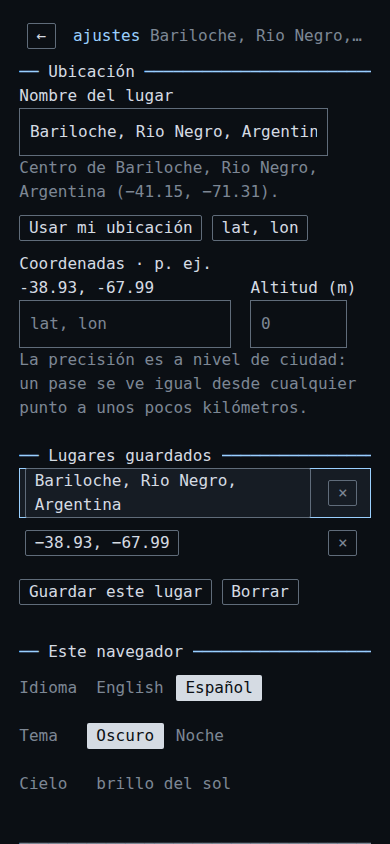 ← ajustes Bariloche, Rio Negro,…
Ubicación
Nombre del lugar
Bariloche, Rio Negro, Argentin
Centro de Bariloche, Rio Negro,
Argentina (−41.15, −71.31).
Usar mi ubicación lat, lon
Coordenadas · p. ej.
-38.93, -67.99 Altitud (m)
lat, lon 0
La precisión es a nivel de ciudad:
un pase se ve igual desde cualquier
punto a unos pocos kilómetros.
Lugares guardados
Bariloche, Rio Negro,
Argentina ×
−38.93, −67.99 ×
Guardar este lugar Borrar
Este navegador
Idioma English Español
Tema Oscuro Noche
Cielo brillo del sol